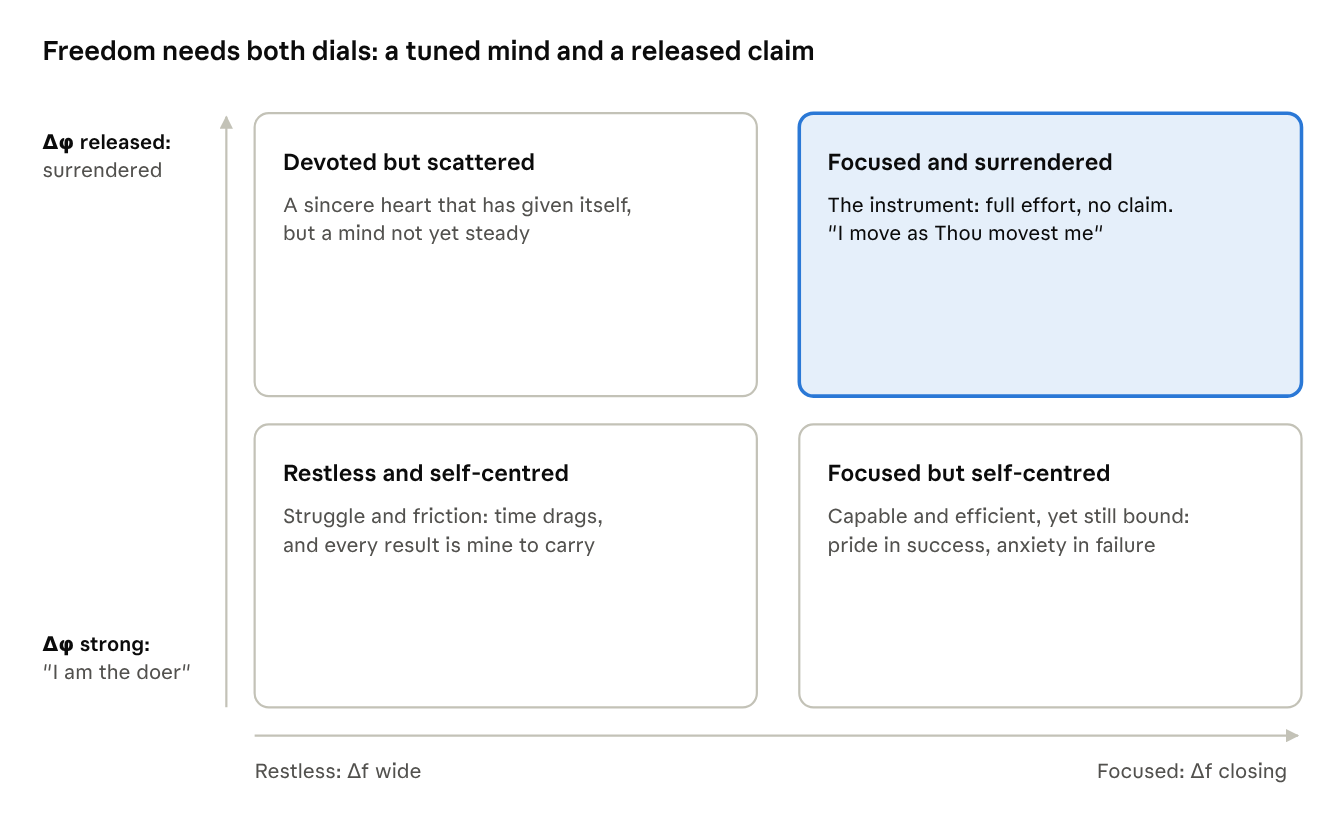 Freedom needs both dials: a tuned mind and a released claim
Δφ released:
surrendered
Devoted but scattered
A sincere heart that has given itself,
but a mind not yet steady
Focused and surrendered
The instrument: full effort, no claim.
"I move as Thou movest me"
Restless and self-centred
Struggle and friction: time drags,
and every result is mine to carry
Focused but self-centred
Capable and efficient, yet still bound:
pride in success, anxiety in failure
Δφ strong:
"I am the doer"
Restless: Δf wide
Focused: Δf closing